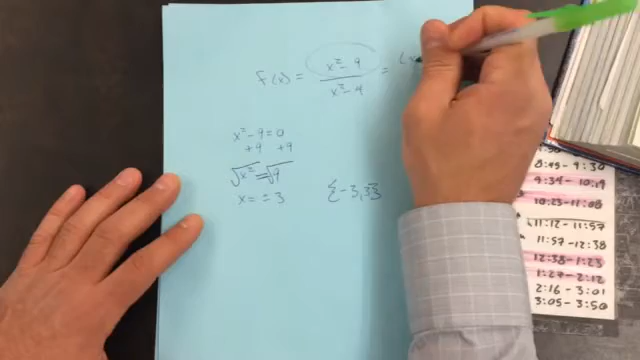 f(x) = x²-9 / x²-4 = (x
x²-9=0
+9 +9
√x² = √9
x = ± 3
{-3,3}
8:45 - 9:30
9:34 - 10:19
10:23 - 11:08
11:12 - 11:57
11:57 - 12:38
12:38 - 1:23
1:27 - 2:12
2:16 - 3:01
3:05 - 3:50